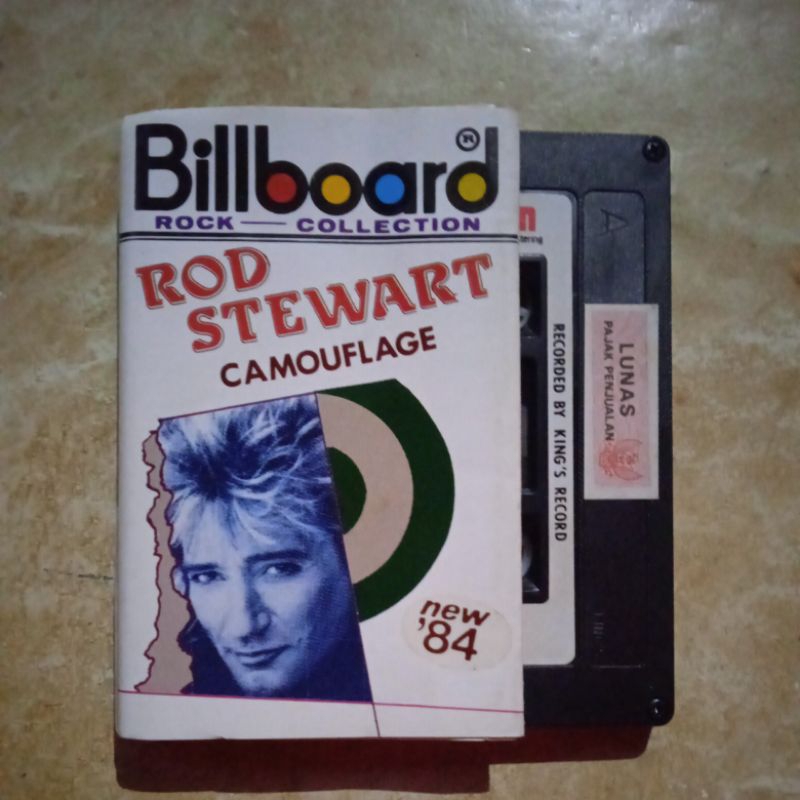 Billboard®
ROCK — COLLECTION
ROD
STEWART
CAMOUFLAGE
new
'84
A
RECORDED BY KING'S RECORD
LUNAS
PAJAK PENJUALAN